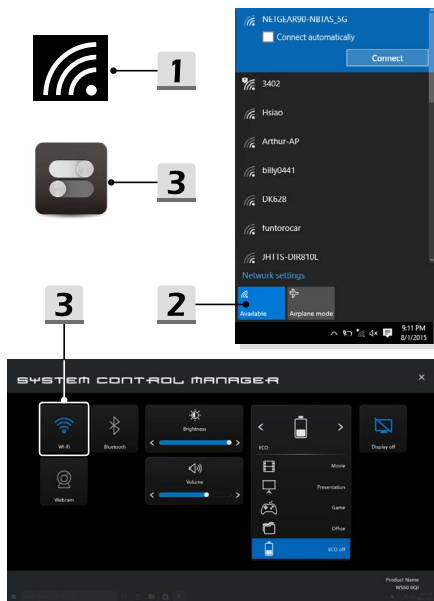 1
3
3
NETGEAR90-NBTAS_5G
Connect automatically
Connect
3402
Hsiao
Arthur-AP
billy0441
DK628
funtorocar
JHTTS-DIR810L
Network settings
Available
Airplane mode
9:11 PM
8/1/2015
2
SYSTEM CONTROL MANAGER
Wi-Fi
Bluetooth
Brightness
ECO
Display off
Webcam
Volume
Movie
Presentation
Game
Office
ECO off
Product Name
WS60 6QJ